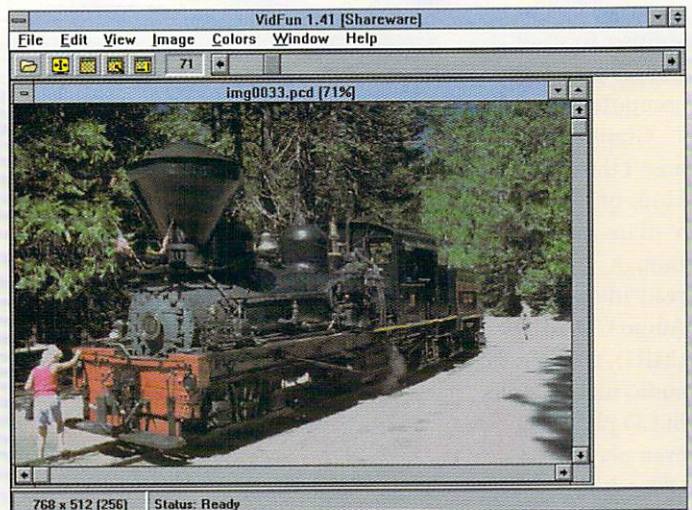 VidFun 1.41 [Shareware]
File Edit View Image Colors Window Help
71
img0033.pcd [71%]
768 x 512 (256) Status: Ready